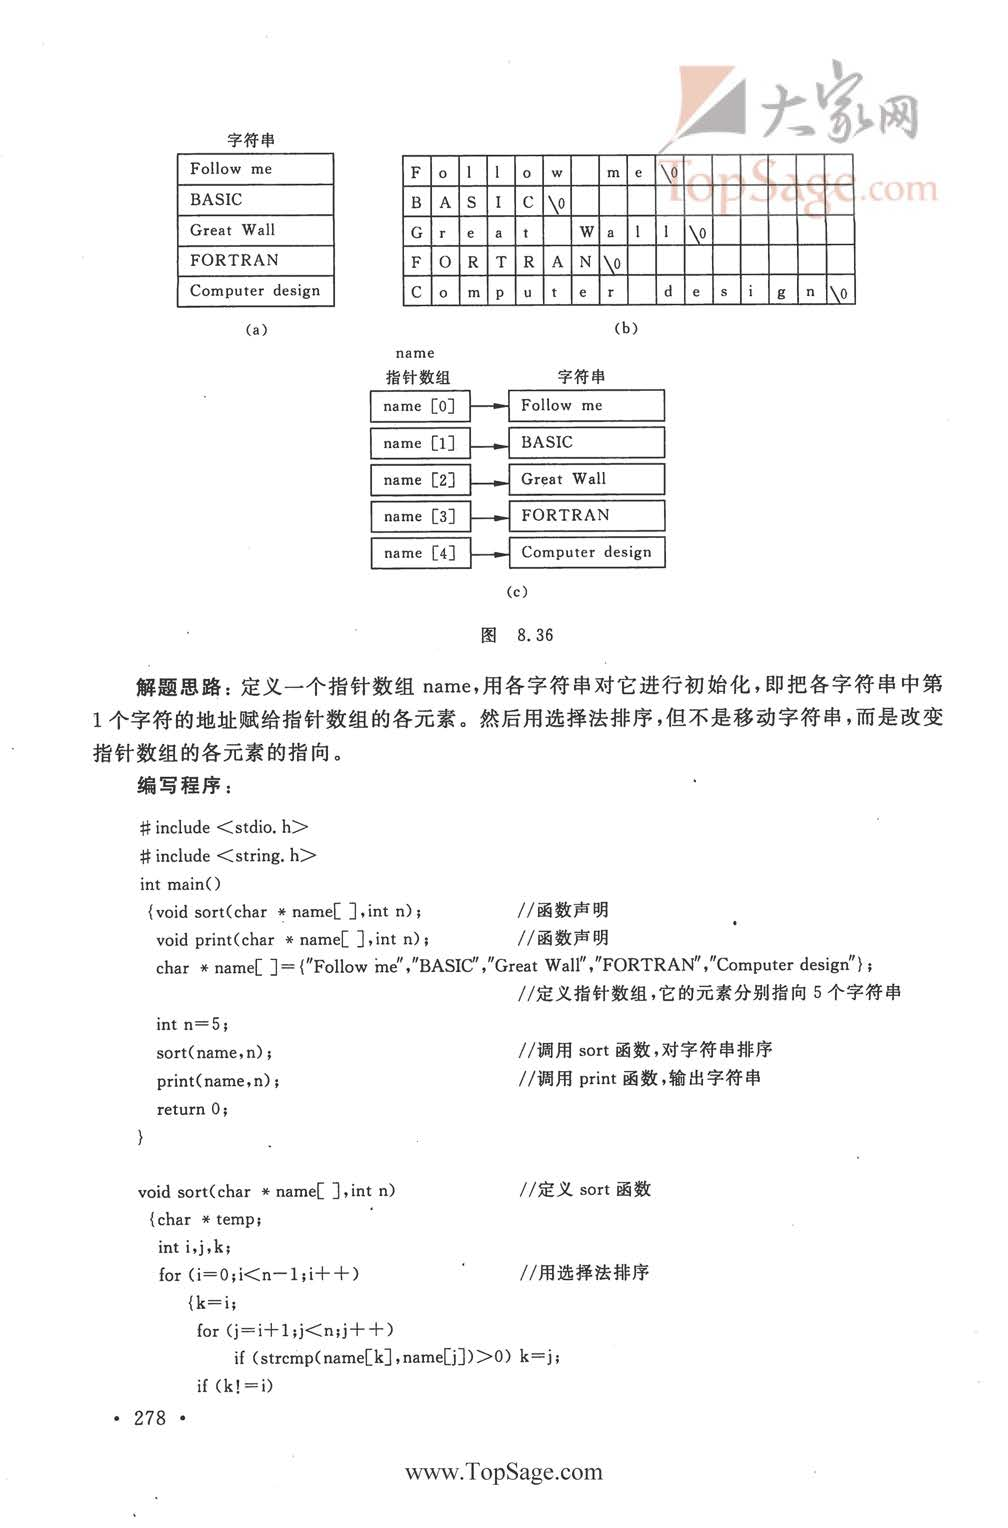 大家网
TopSage.com
字符串
Follow me
BASIC
Great Wall
FORTRAN
Computer design
(a)
F o l l o w m e \0
B A S I C \0
G r e a t W a l l \0
F O R T R A N \0
C o m p u t e r d e s i g n \0
(b)
name
指针数组 字符串
name [0] Follow me
name [1] BASIC
name [2] Great Wall
name [3] FORTRAN
name [4] Computer design
(c)
图 8.36
解题思路:定义一个指针数组 name,用各字符串对它进行初始化,即把各字符串中第
1 个字符的地址赋给指针数组的各元素。然后用选择法排序,但不是移动字符串,而是改变
指针数组的各元素的指向。
编写程序:
#include <stdio.h>
#include <string.h>
int main()
{void sort(char * name[ ],int n); //函数声明
void print(char * name[ ],int n); //函数声明
char * name[ ]={"Follow me","BASIC","Great Wall","FORTRAN","Computer design"};
//定义指针数组,它的元素分别指向 5 个字符串
int n=5;
sort(name,n); //调用 sort 函数,对字符串排序
print(name,n); //调用 print 函数,输出字符串
return 0;
}
void sort(char * name[ ],int n) //定义 sort 函数
{char * temp;
int i,j,k;
for (i=0;i<n-1;i++) //用选择法排序
{k=i;
for (j=i+1;j<n;j++)
if (strcmp(name[k],name[j])>0) k=j;
if (k!=i)
• 278 •
www.TopSage.com